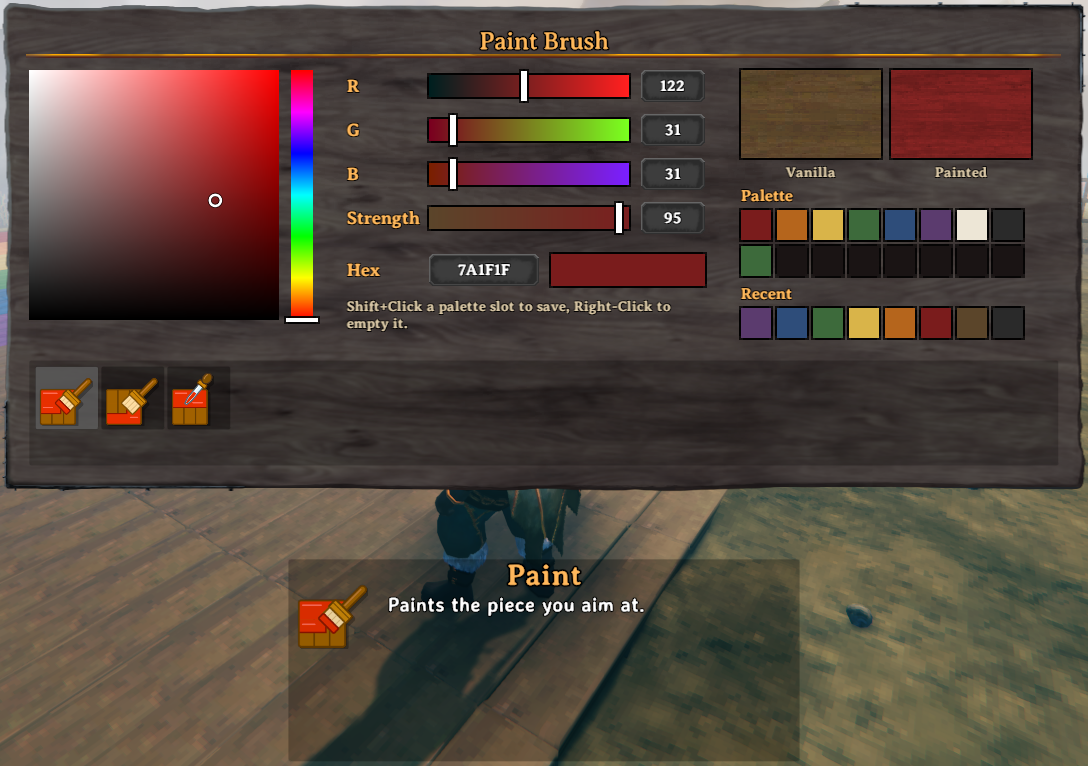 Paint Brush
R
122
G
31
B
31
Strength
95
Hex
7A1F1F
Shift+Click a palette slot to save, Right-Click to
empty it.
Vanilla
Painted
Palette
Recent
Paint
Paints the piece you aim at.